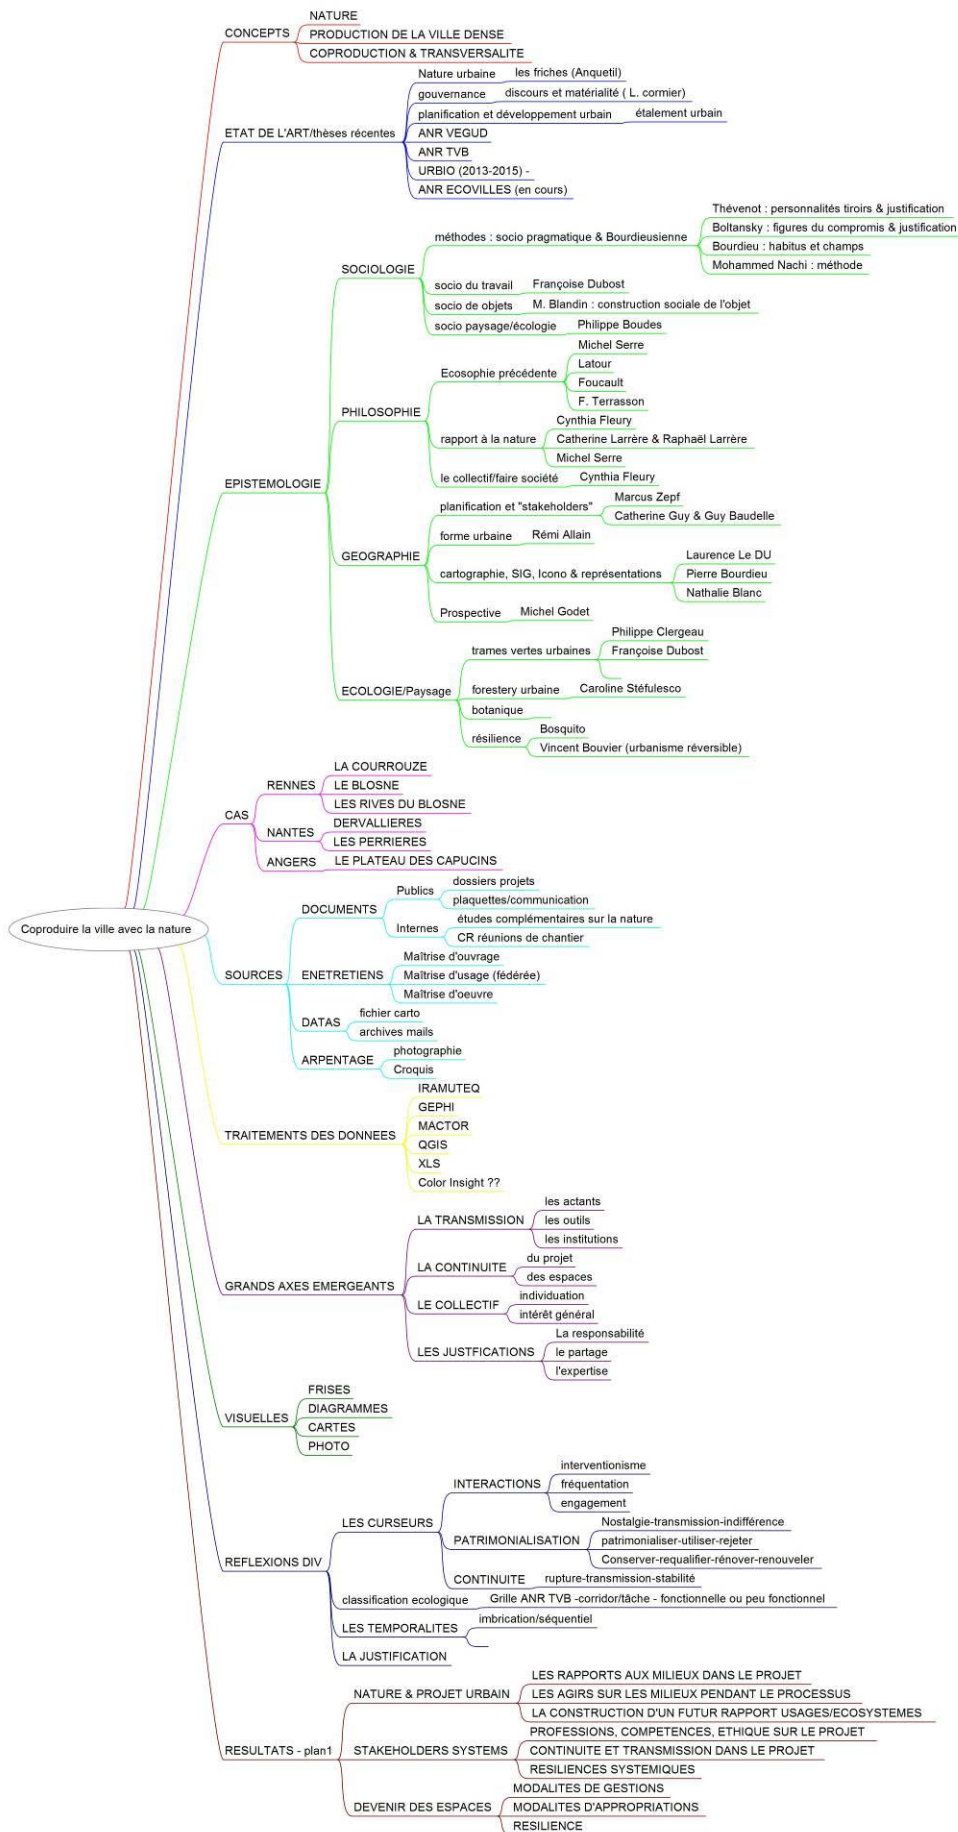 NATURE
CONCEPTS
PRODUCTION DE LA VILLE DENSE
COPRODUCTION & TRANSVERSALITE
Nature urbaine
les friches (Anquetil)
gouvernance
discours et matérialité ( L. cormier)
planification et développement urbain
étalement urbain
ETAT DE L'ART/thèses récentes
ANR VEGUD
ANR TVB
URBIO (2013-2015) -
ANR ECOVILLES (en cours)
EPISTEMOLOGIE
SOCIOLOGIE
méthodes : socio pragmatique & Bourdieusienne
Thévenot : personnalités tiroirs & justification
Boltansky : figures du compromis & justification
Bourdieu : habitus et champs
Mohammed Nachi : méthode
socio du travail
Françoise Dubost
socio de objets
M. Blandin : construction sociale de l'objet
socio paysage/écologie
Philippe Boudes
PHILOSOPHIE
Ecosophie précédente
Michel Serre
Latour
Foucault
F. Terrasson
rapport à la nature
Cynthia Fleury
Catherine Larrère & Raphaël Larrère
Michel Serre
le collectif/faire société
Cynthia Fleury
GEOGRAPHIE
planification et "stakeholders"
Marcus Zepf
Catherine Guy & Guy Baudelle
forme urbaine
Rémi Allain
cartographie, SIG, Icono & représentations
Laurence Le DU
Pierre Bourdieu
Nathalie Blanc
Prospective
Michel Godet
ECOLOGIE/Paysage
trames vertes urbaines
Philippe Clergeau
Françoise Dubost
forestery urbaine
Caroline Stéfulesco
botanique
résilience
Bosquito
Vincent Bouvier (urbanisme réversible)
CAS
RENNES
LA COURROUZE
LE BLOSNE
LES RIVES DU BLOSNE
NANTES
DERVALLIERES
LES PERRIERES
ANGERS
LE PLATEAU DES CAPUCINS
Coproduire la ville avec la nature
SOURCES
DOCUMENTS
Publics
dossiers projets
plaquettes/communication
Internes
études complémentaires sur la nature
CR réunions de chantier
ENETRETIENS
Maîtrise d'ouvrage
Maîtrise d'usage (fédérée)
Maîtrise d'oeuvre
DATAS
fichier carto
archives mails
ARPENTAGE
photographie
Croquis
TRAITEMENTS DES DONNEES
IRAMUTEQ
GEPHI
MACTOR
QGIS
XLS
Color Insight ??
GRANDS AXES EMERGEANTS
LA TRANSMISSION
les actants
les outils
les institutions
LA CONTINUITE
du projet
des espaces
LE COLLECTIF
individuation
intérêt général
LES JUSTFICATIONS
La responsabilité
le partage
l'expertise
VISUELLES
FRISES
DIAGRAMMES
CARTES
PHOTO
REFLEXIONS DIV
LES CURSEURS
INTERACTIONS
interventionisme
fréquentation
engagement
PATRIMONIALISATION
Nostalgie-transmission-indifférence
patrimonialiser-utiliser-rejeter
Conserver-requalifier-rénover-renouveler
CONTINUITE
rupture-transmission-stabilité
classification ecologique
Grille ANR TVB -corridor/tâche - fonctionnelle ou peu fonctionnel
LES TEMPORALITES
imbrication/séquentiel
LA JUSTIFICATION
RESULTATS - plan1
NATURE & PROJET URBAIN
LES RAPPORTS AUX MILIEUX DANS LE PROJET
LES AGIRS SUR LES MILIEUX PENDANT LE PROCESSUS
LA CONSTRUCTION D'UN FUTUR RAPPORT USAGES/ECOSYSTEMES
STAKEHOLDERS SYSTEMS
PROFESSIONS, COMPETENCES, ETHIQUE SUR LE PROJET
CONTINUITE ET TRANSMISSION DANS LE PROJET
RESILIENCES SYSTEMIQUES
DEVENIR DES ESPACES
MODALITES DE GESTIONS
MODALITES D'APPROPRIATIONS
RESILIENCE